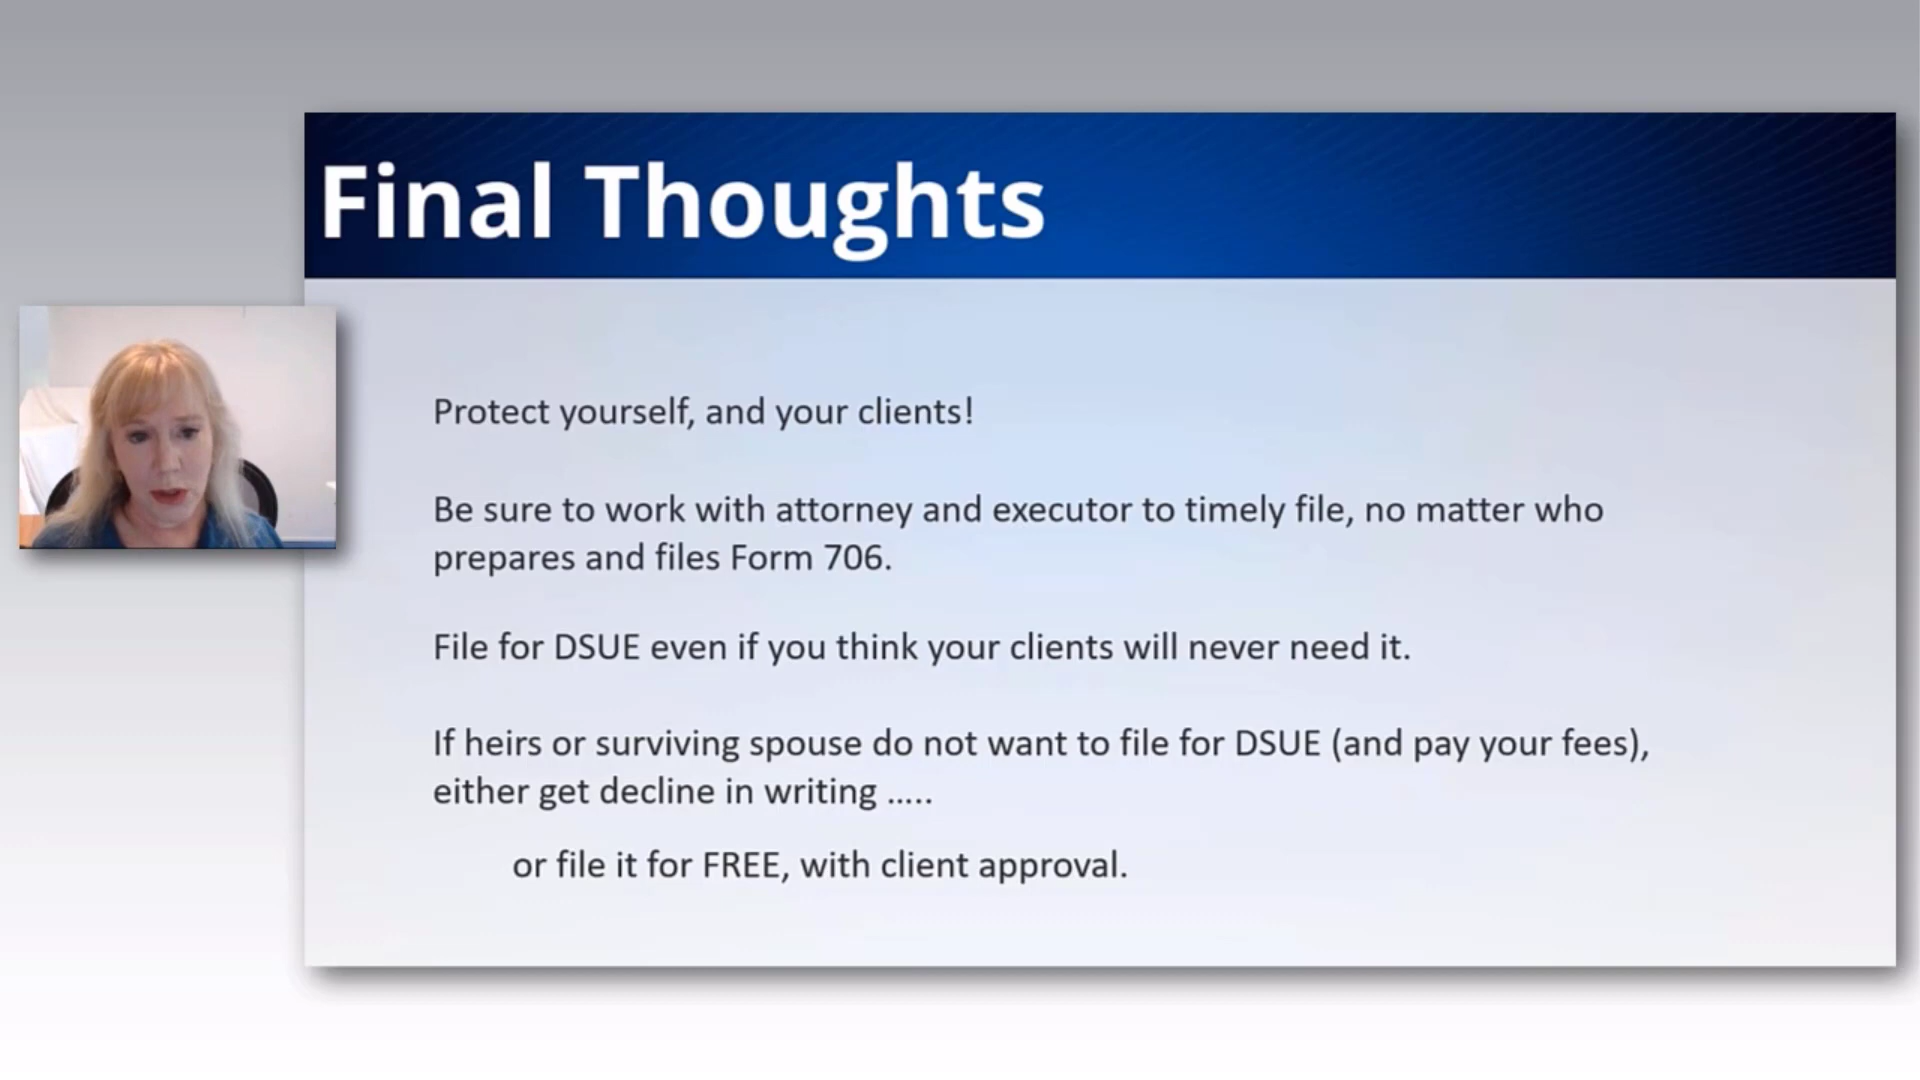 Final Thoughts
Protect yourself, and your clients!
Be sure to work with attorney and executor to timely file, no matter who
prepares and files Form 706.
File for DSUE even if you think your clients will never need it.
If heirs or surviving spouse do not want to file for DSUE (and pay your fees),
either get decline in writing .....
or file it for FREE, with client approval.